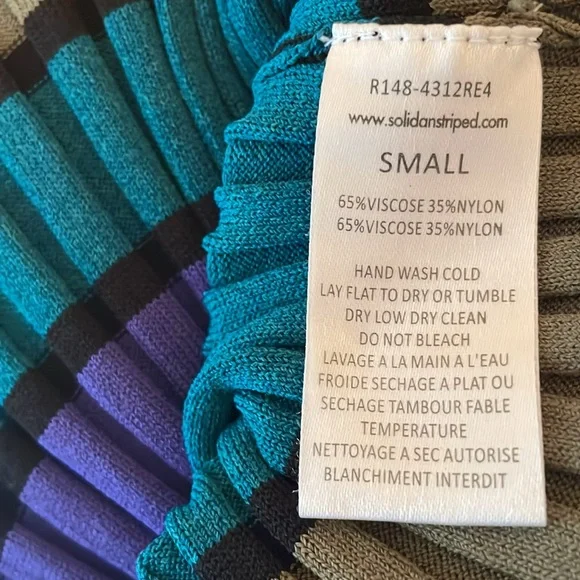 R148-4312RE4
www.solidanstriped.com
SMALL
65%VISCOSE 35%NYLON
65%VISCOSE 35%NYLON
HAND WASH COLD
LAY FLAT TO DRY OR TUMBLE
DRY LOW DRY CLEAN
DO NOT BLEACH
LAVAGE A LA MAIN A L'EAU
FROIDE SECHAGE A PLAT OU
SECHAGE TAMBOUR FABLE
TEMPERATURE
NETTOYAGE A SEC AUTORISE
BLANCHIMENT INTERDIT